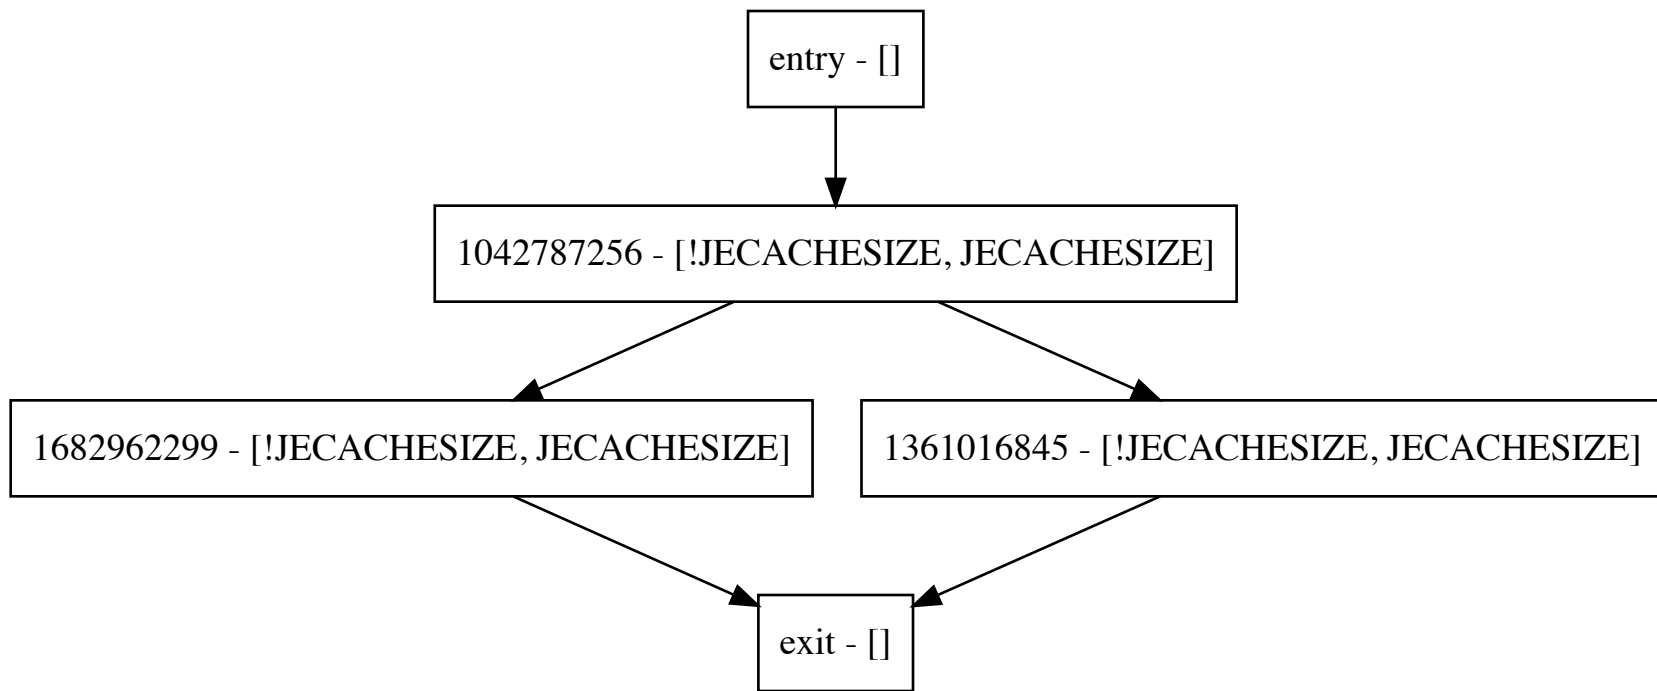 entry - []
1042787256 - [!JECACHESIZE, JECACHESIZE]
1682962299 - [!JECACHESIZE, JECACHESIZE]
1361016845 - [!JECACHESIZE, JECACHESIZE]
exit - []